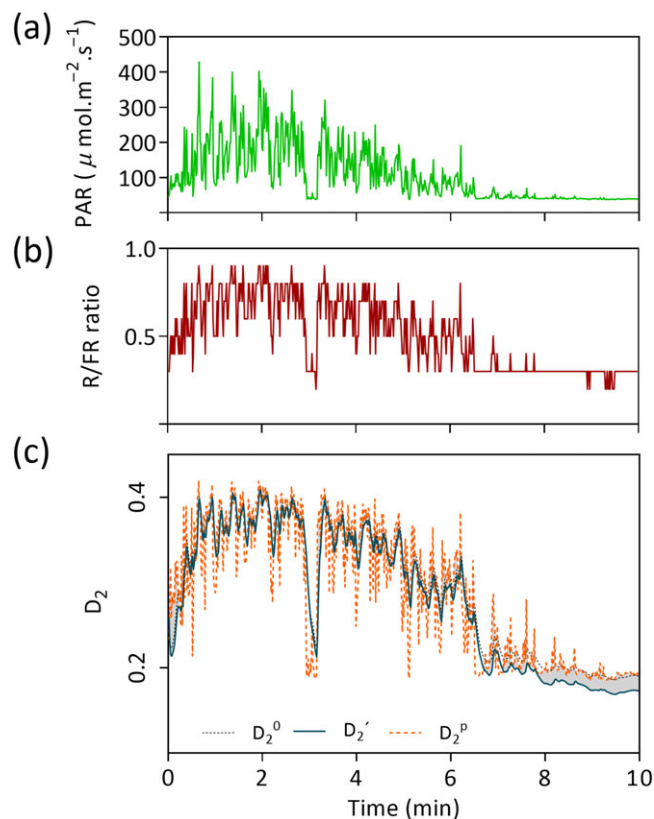 (a)
PAR ( μ mol.m⁻².s⁻¹)
500
400
300
200
100
(b)
R/FR ratio
1.0
0.5
(c)
D₂
0.4
0.2
D₂⁰ D₂′ D₂ᵖ
0 2 4 6 8 10
Time (min)